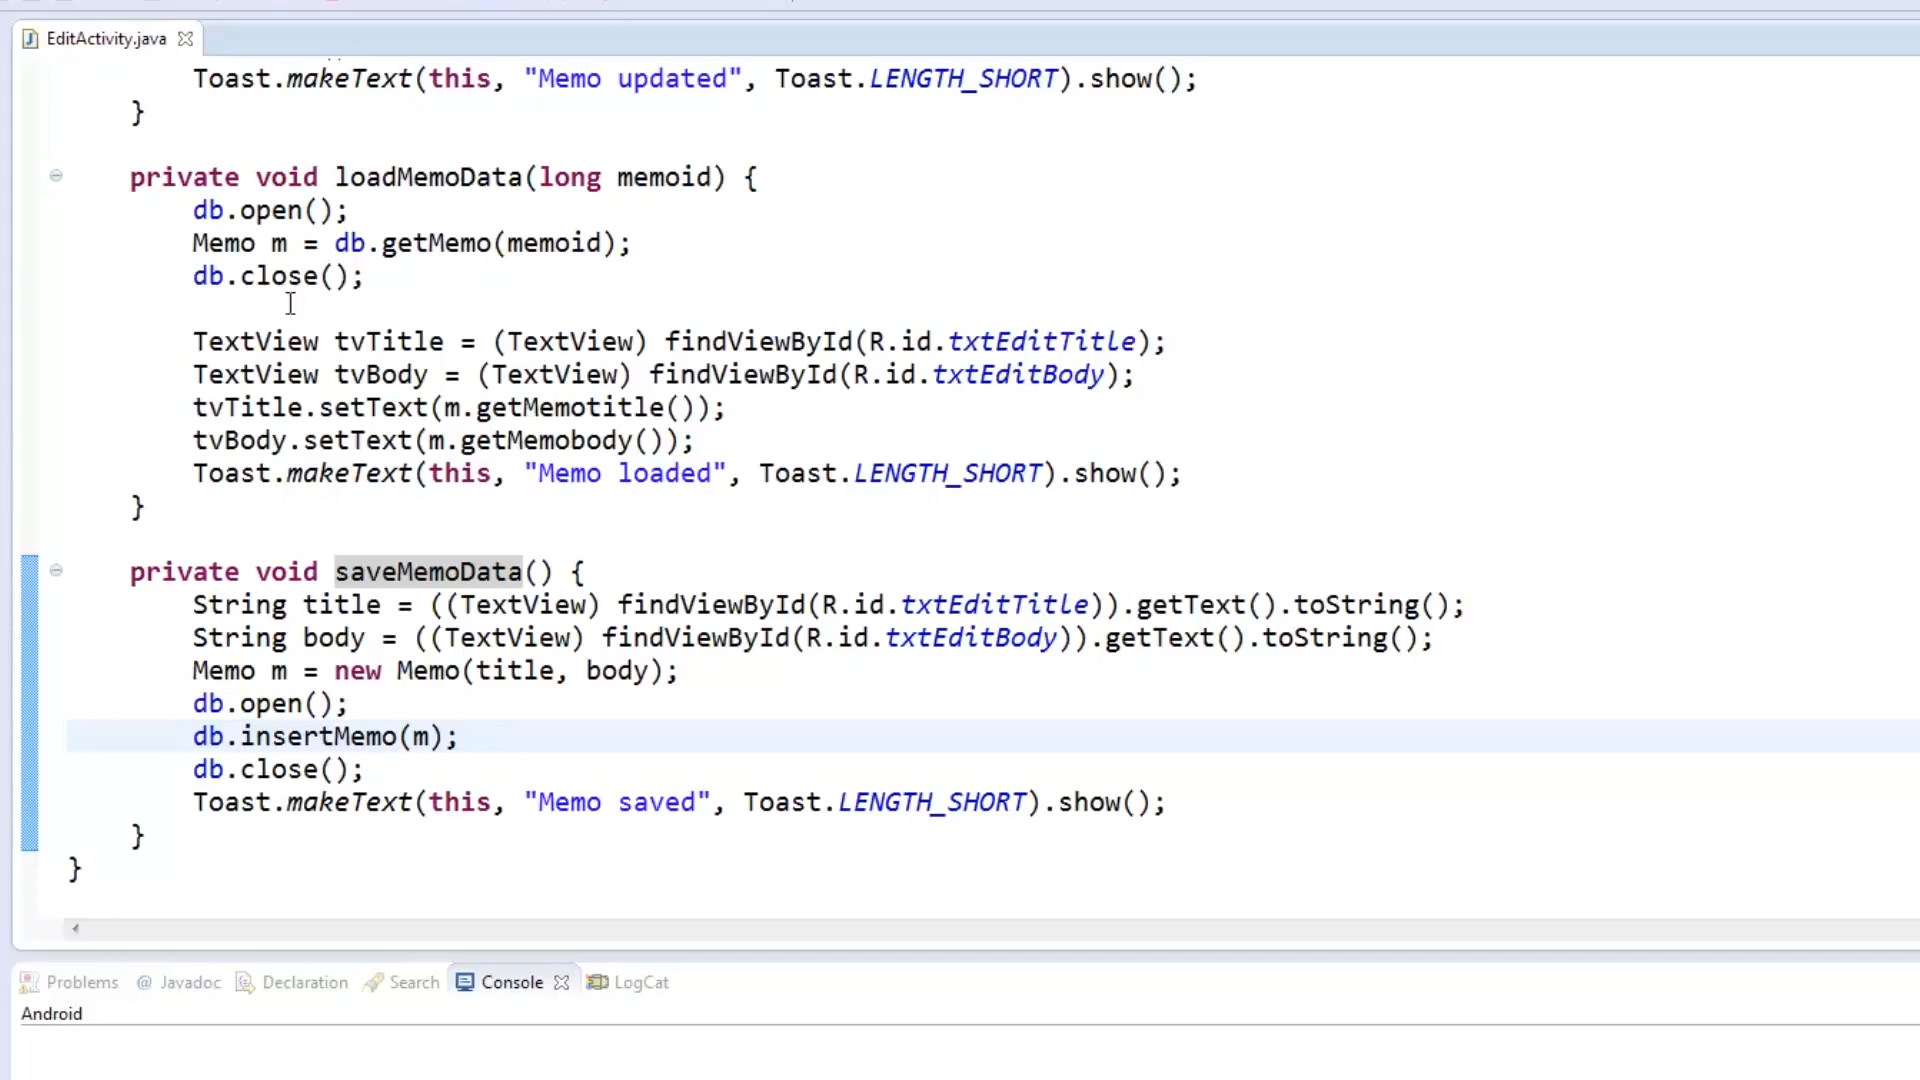 EditActivity.java
Toast.makeText(this, "Memo updated", Toast.LENGTH_SHORT).show();
}
private void loadMemoData(long memoid) {
db.open();
Memo m = db.getMemo(memoid);
db.close();
TextView tvTitle = (TextView) findViewById(R.id.txtEditTitle);
TextView tvBody = (TextView) findViewById(R.id.txtEditBody);
tvTitle.setText(m.getMemotitle());
tvBody.setText(m.getMemobody());
Toast.makeText(this, "Memo loaded", Toast.LENGTH_SHORT).show();
}
private void saveMemoData() {
String title = ((TextView) findViewById(R.id.txtEditTitle)).getText().toString();
String body = ((TextView) findViewById(R.id.txtEditBody)).getText().toString();
Memo m = new Memo(title, body);
db.open();
db.insertMemo(m);
db.close();
Toast.makeText(this, "Memo saved", Toast.LENGTH_SHORT).show();
}
}
Problems @ Javadoc Declaration Search Console LogCat
Android